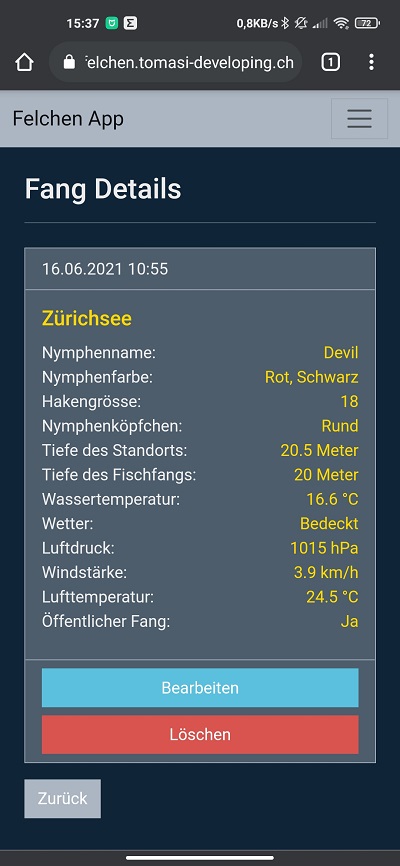 15:37 0,8KB/s 72
felchen.tomasi-developing.ch 1
Felchen App
Fang Details
16.06.2021 10:55
Zürichsee
Nymphenname: Devil
Nymphenfarbe: Rot, Schwarz
Hakengrösse: 18
Nymphenköpfchen: Rund
Tiefe des Standorts: 20.5 Meter
Tiefe des Fischfangs: 20 Meter
Wassertemperatur: 16.6 °C
Wetter: Bedeckt
Luftdruck: 1015 hPa
Windstärke: 3.9 km/h
Lufttemperatur: 24.5 °C
Öffentlicher Fang: Ja
Bearbeiten
Löschen
Zurück